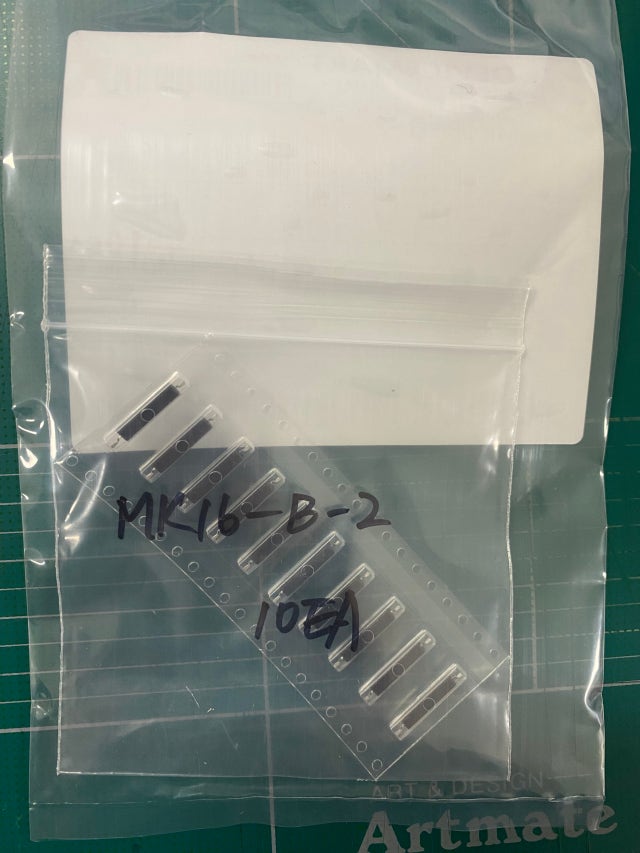 MK16-B-2
10EA
ART & DESIGN
Artmate